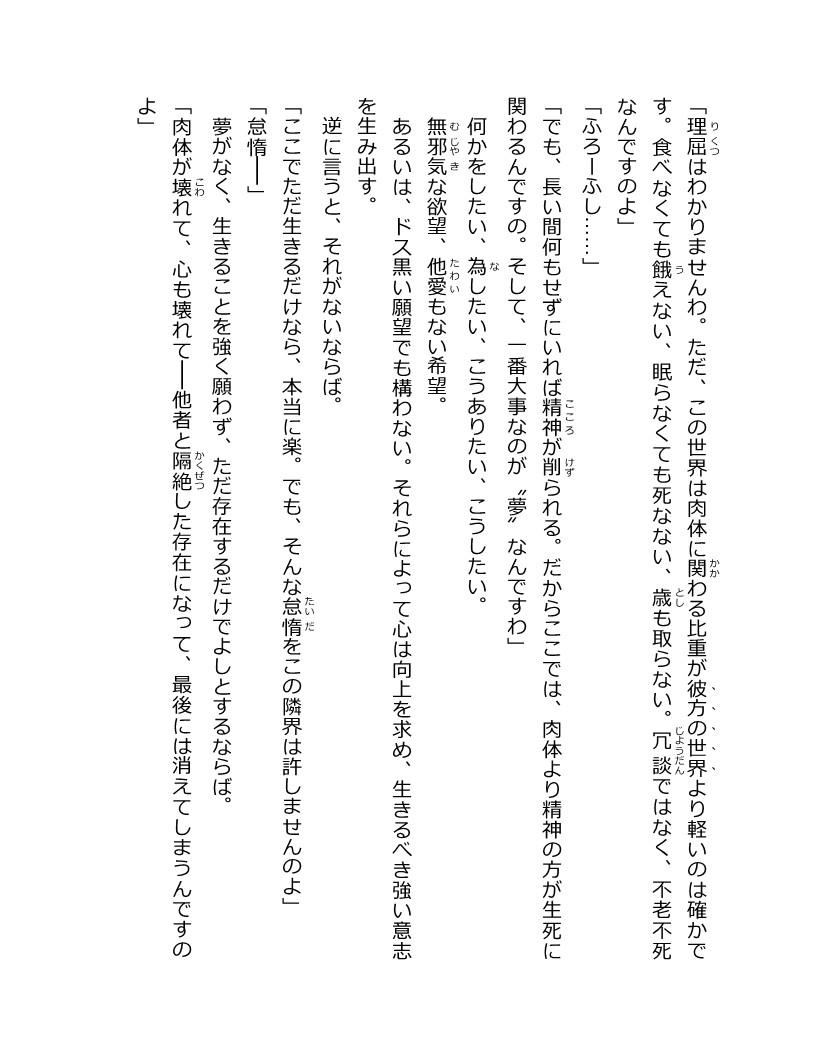 「理屈はわかりませんわ。ただ、この世界は肉体に関わる比重が彼方の世界より軽いのは確かで
す。食べなくても餓えない、眠らなくても死なない、歳も取らない。冗談ではなく、不老不死
なんですのよ」
「ふろーふし……」
「でも、長い間何もせずにいれば精神が削られる。だからここでは、肉体より精神の方が生死に
関わるんですの。そして、一番大事なのが〝夢〟なんですわ」
何かをしたい、為したい、こうありたい、こうしたい。
無邪気な欲望、他愛もない希望。
あるいは、ドス黒い願望でも構わない。それらによって心は向上を求め、生きるべき強い意志
を生み出す。
逆に言うと、それがないならば。
「ここでただ生きるだけなら、本当に楽。でも、そんな怠惰をこの隣界は許しませんのよ」
「怠惰――」
夢がなく、生きることを強く願わず、ただ存在するだけでよしとするならば。
「肉体が壊れて、心も壊れて――他者と隔絶した存在になって、最後には消えてしまうんですの
よ」